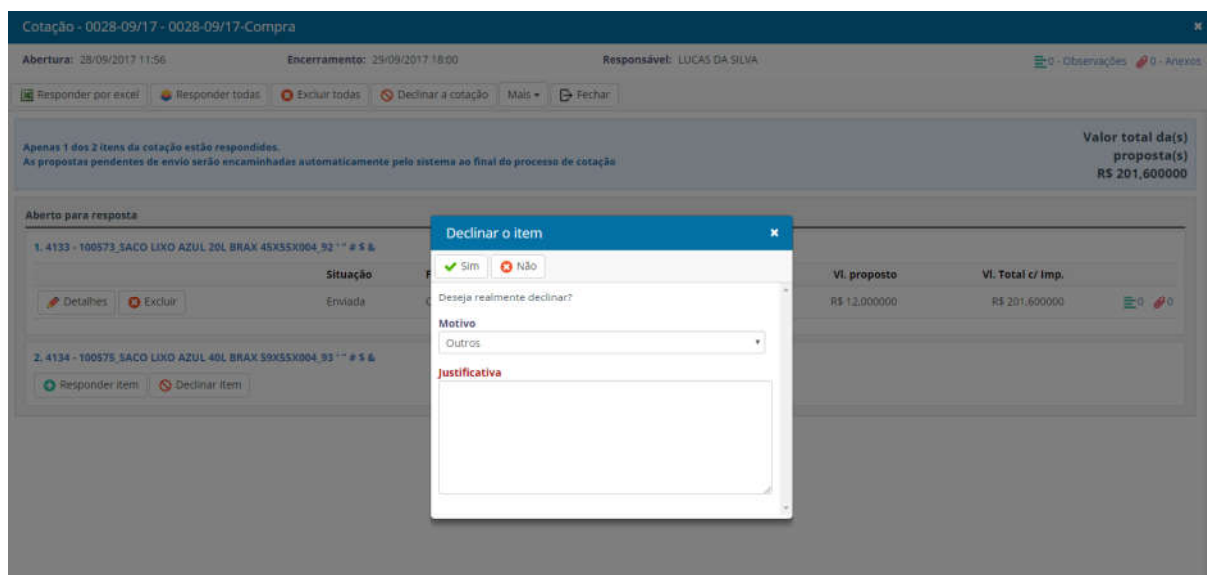 Cotação - 0028-09/17 - 0028-09/17-Compra
Abertura: 28/09/2017 11:56 Encerramento: 29/09/2017 18:00 Responsável: LUCAS DA SILVA 0 - Observações 0 - Anexos
Responder por excel Responder todas Excluir todas Declinar a cotação Mais Fechar
Apenas 1 dos 2 itens da cotação estão respondidos.
As propostas pendentes de envio serão encaminhadas automaticamente pelo sistema ao final do processo de cotação
Valor total da(s)
proposta(s)
R$ 201,600000
Aberto para resposta
1. 4133 - 100573_SACO LIXO AZUL 20L BRAX 45X55X004_92 ' " # $ &
Situação F Vl. proposto Vl. Total c/ Imp.
Detalhes Excluir Enviada R$ 12,000000 R$ 201,600000 0 0
2. 4134 - 100575_SACO LIXO AZUL 40L BRAX 59X55X004_93 ' " # $ &
Responder item Declinar item
Declinar o item
Sim Não
Deseja realmente declinar?
Motivo
Outros
Justificativa